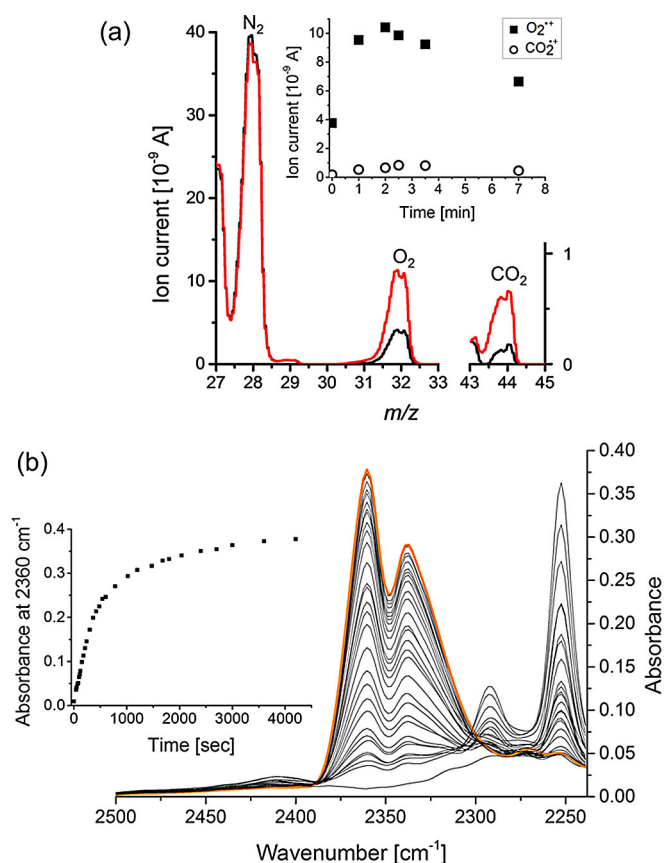 (a)
N2
O2
CO2
Ion current [10-9 A]
40
30
20
10
0
27 28 29 30 31 32 33
43 44 45
1
0
m/z
Ion current [10-9 A]
10
8
6
4
2
0
0 1 2 3 4 5 6 7 8
Time [min]
O2•+
CO2•+
(b)
Absorbance at 2360 cm-1
0.4
0.3
0.2
0.1
0.0
0 1000 2000 3000 4000
Time [sec]
0.40
0.35
0.30
0.25
0.20
0.15
0.10
0.05
0.00
Absorbance
2500 2450 2400 2350 2300 2250
Wavenumber [cm-1]